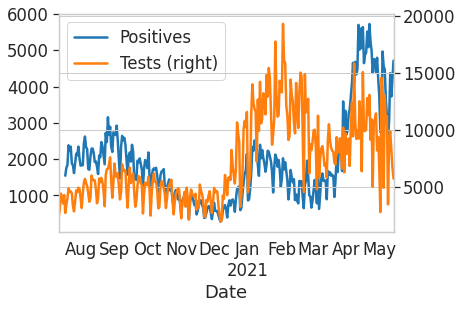 6000
5000
4000
3000
2000
1000
20000
15000
10000
5000
Positives
Tests (right)
Aug Sep Oct Nov Dec Jan Feb Mar Apr May
2021
Date